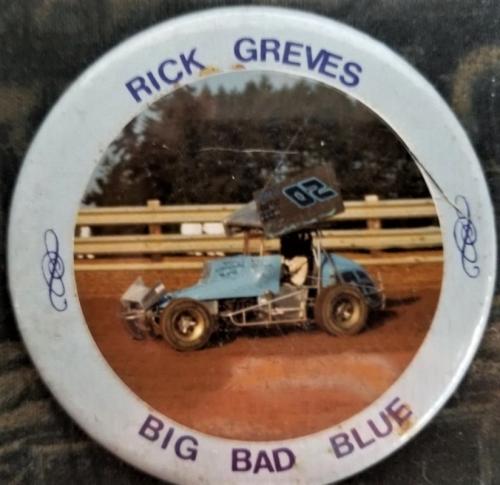 RICK GREVES
02
BIG BAD BLUE